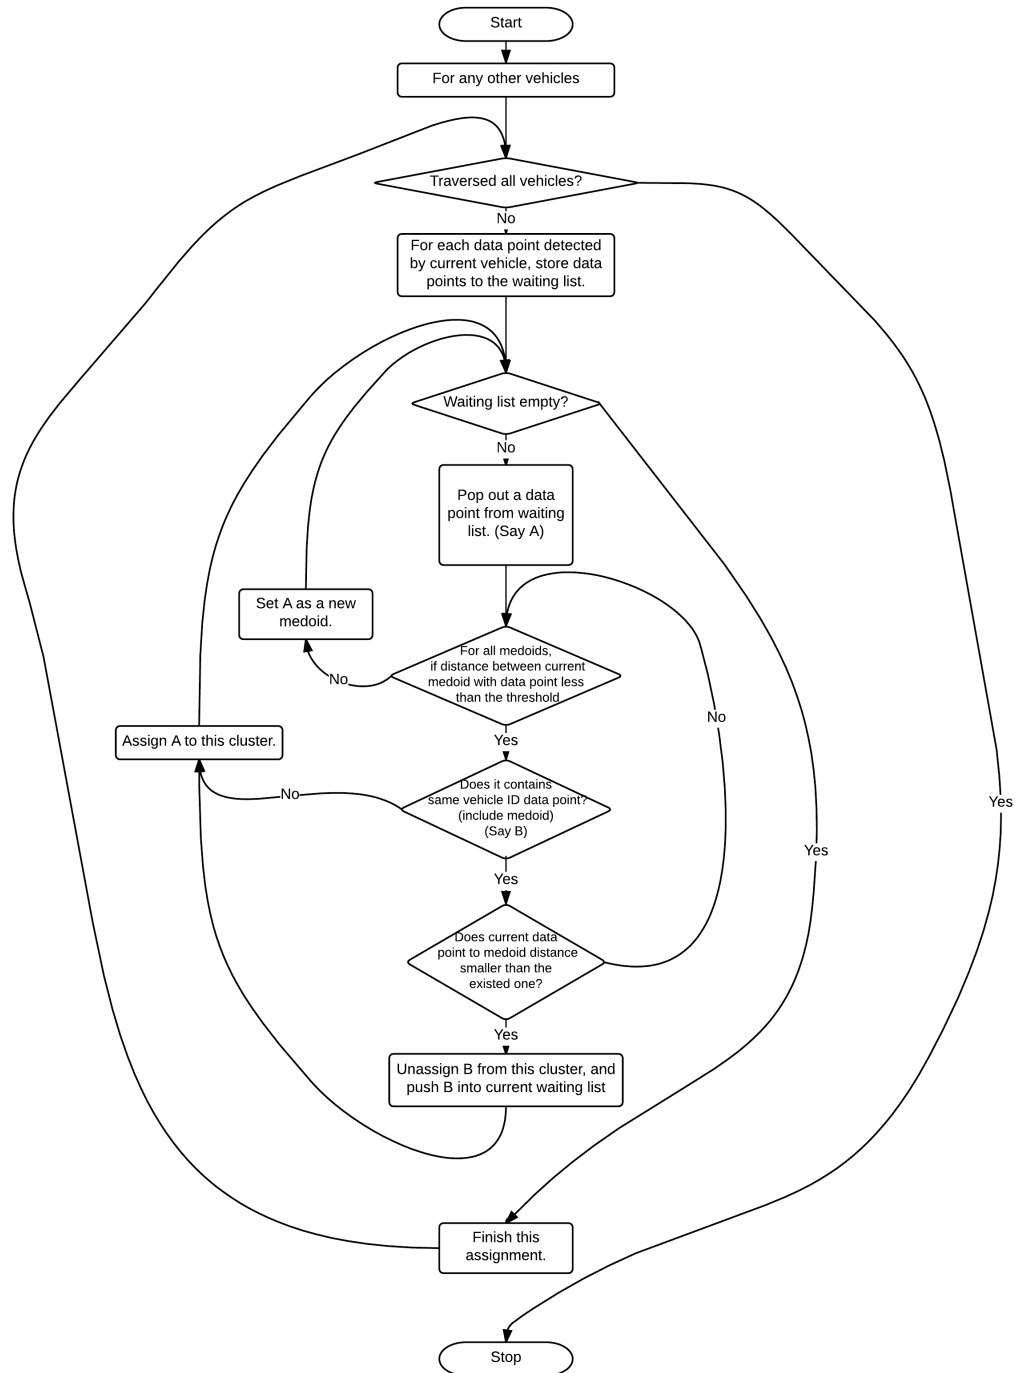 Start
For any other vehicles
Traversed all vehicles?
No
For each data point detected
by current vehicle, store data
points to the waiting list.
Waiting list empty?
No
Pop out a data
point from waiting
list. (Say A)
Set A as a new
medoid.
For all medoids,
if distance between current
medoid with data point less
than the threshold
No
No
Assign A to this cluster.
Yes
Does it contains
same vehicle ID data point?
(include medoid)
(Say B)
No
Yes
Yes
Yes
Does current data
point to medoid distance
smaller than the
existed one?
Yes
Unassign B from this cluster, and
push B into current waiting list
Finish this
assignment.
Stop